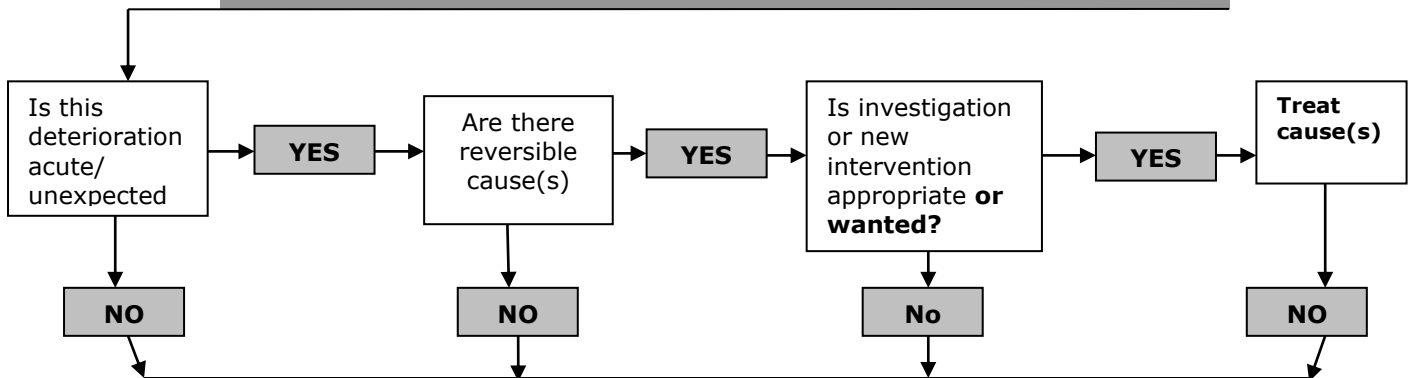 Is this
deterioration
acute/
unexpected
YES
Are there
reversible
cause(s)
YES
Is investigation
or new
intervention
appropriate or
wanted?
YES
Treat
cause(s)
NO
NO
No
NO